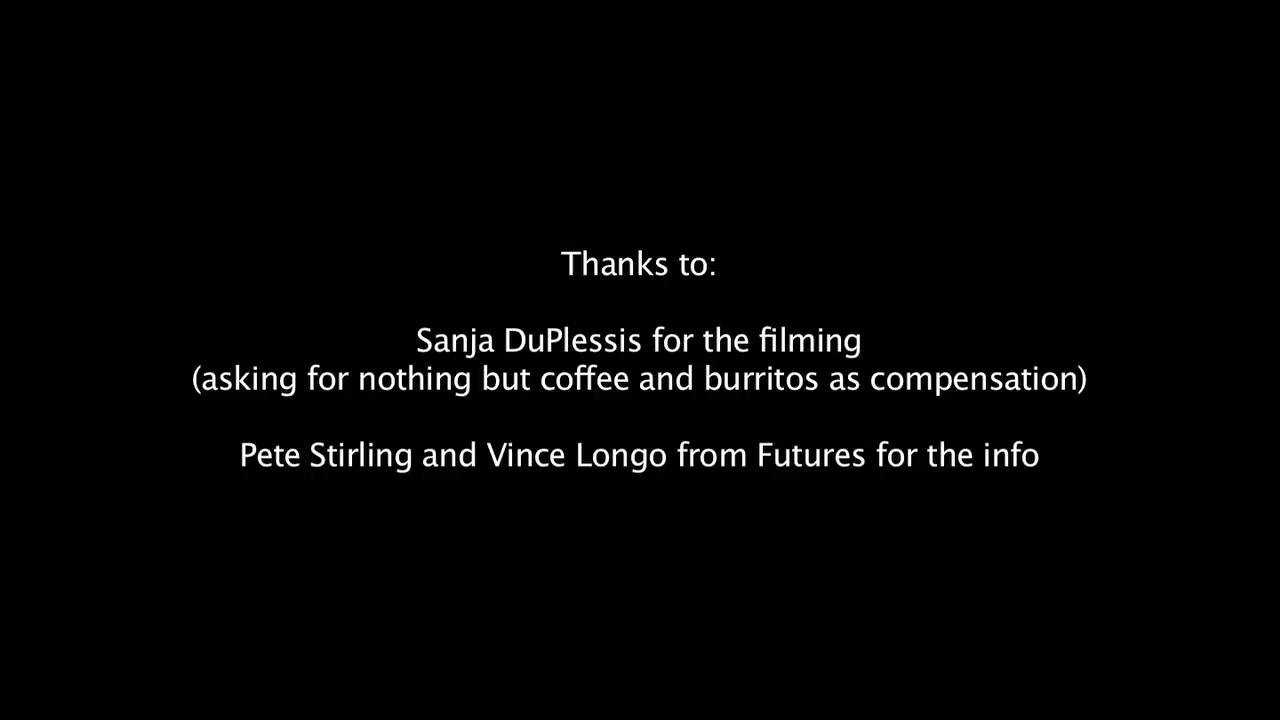 Thanks to:
Sanja DuPlessis for the filming
(asking for nothing but coffee and burritos as compensation)
Pete Stirling and Vince Longo from Futures for the info